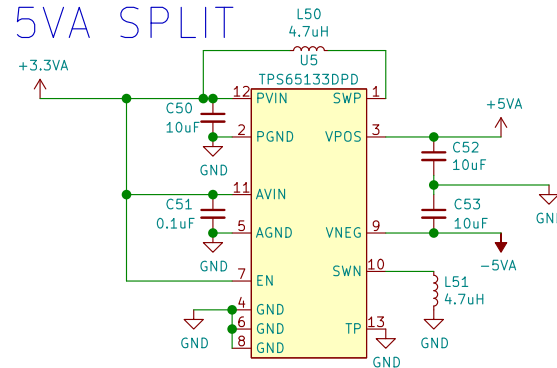 5VA SPLIT
L50
4.7uH
+3.3VA
U5
TPS65133DPD
12 PVIN SWP 1
C50
10uF
+5VA
2 PGND VPOS 3
GND
C52
10uF
11 AVIN
C51
0.1uF
GND
C53
10uF
5 AGND VNEG 9
GND
-5VA
SWN 10
7 EN
L51
4.7uH
4 GND
6 GND TP 13
8 GND
GND
GND
GND